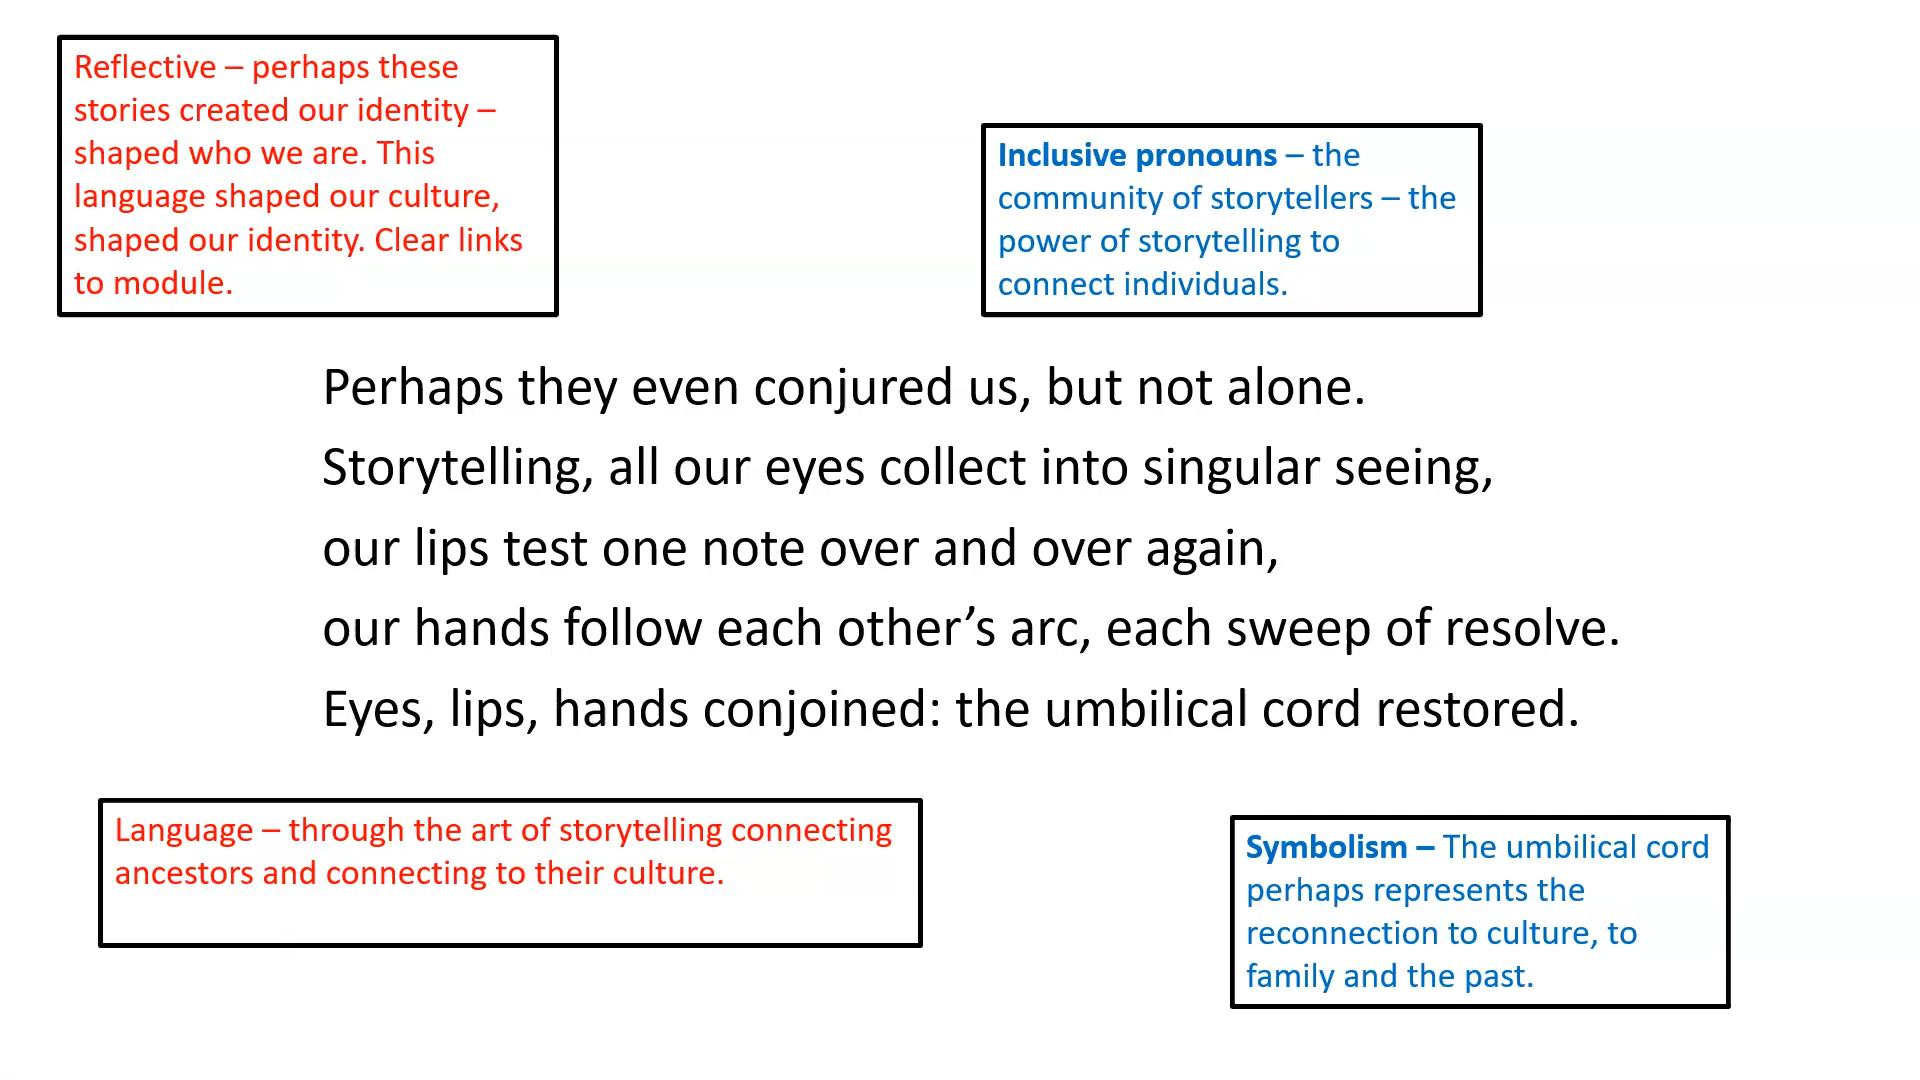 Reflective – perhaps these
stories created our identity –
shaped who we are. This
language shaped our culture,
shaped our identity. Clear links
to module.
Inclusive pronouns – the
community of storytellers – the
power of storytelling to
connect individuals.
Perhaps they even conjured us, but not alone.
Storytelling, all our eyes collect into singular seeing,
our lips test one note over and over again,
our hands follow each other’s arc, each sweep of resolve.
Eyes, lips, hands conjoined: the umbilical cord restored.
Language – through the art of storytelling connecting
ancestors and connecting to their culture.
Symbolism – The umbilical cord
perhaps represents the
reconnection to culture, to
family and the past.